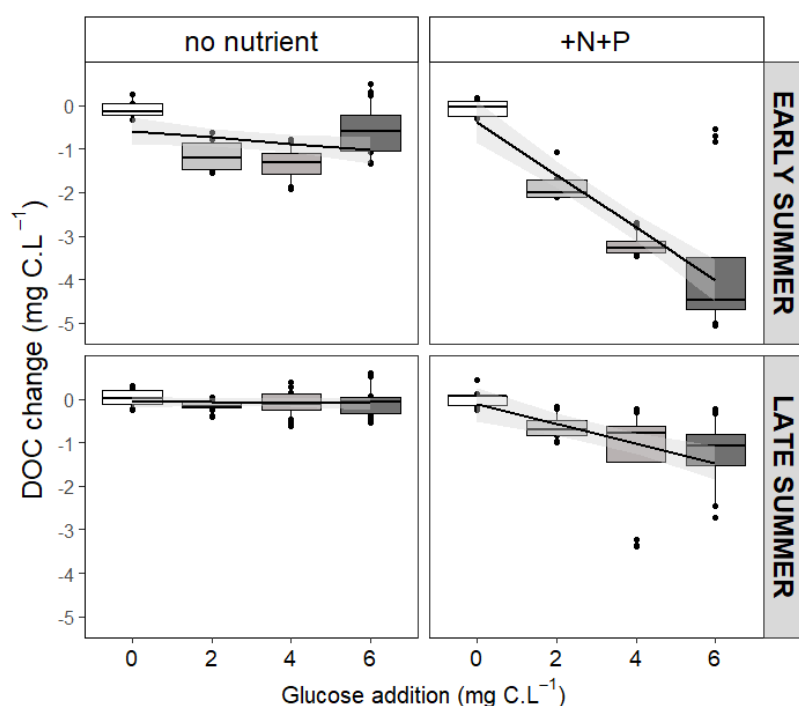 no nutrient
+N+P
DOC change (mg C.L⁻¹)
0
-1
-2
-3
-4
-5
EARLY SUMMER
0
-1
-2
-3
-4
-5
LATE SUMMER
0 2 4 6
0 2 4 6
Glucose addition (mg C.L⁻¹)